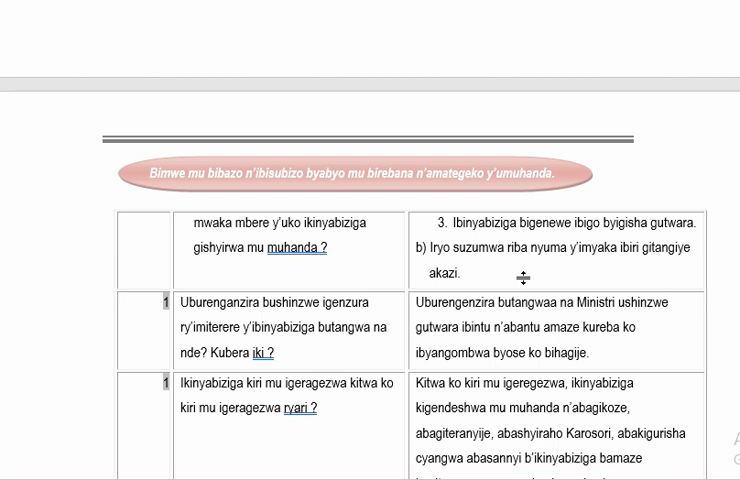 Bimwe mu bibazo n’ibisubizo byabyo mu birebana n’amategeko y’umuhanda.
mwaka mbere y’uko ikinyabiziga
gishyirwa mu muhanda ?
3. Ibinyabiziga bigenewe ibigo byigisha gutwara.
b) Iryo suzumwa riba nyuma y’imyaka ibiri gitangiye
akazi.
1
Uburenganzira bushinzwe igenzura
ry’imiterere y’ibinyabiziga butangwa na
nde? Kubera iki ?
Uburengenzira butangwaa na Ministri ushinzwe
gutwara ibintu n’abantu amaze kureba ko
ibyangombwa byose ko bihagije.
1
Ikinyabiziga kiri mu igeragezwa kitwa ko
kiri mu igeragezwa ryari ?
Kitwa ko kiri mu igeregezwa, ikinyabiziga
kigendeshwa mu muhanda n’abagikoze,
abagiteranyije, abashyiraho Karosori, abakigurisha
cyangwa abasannyi b’ikinyabiziga bamaze